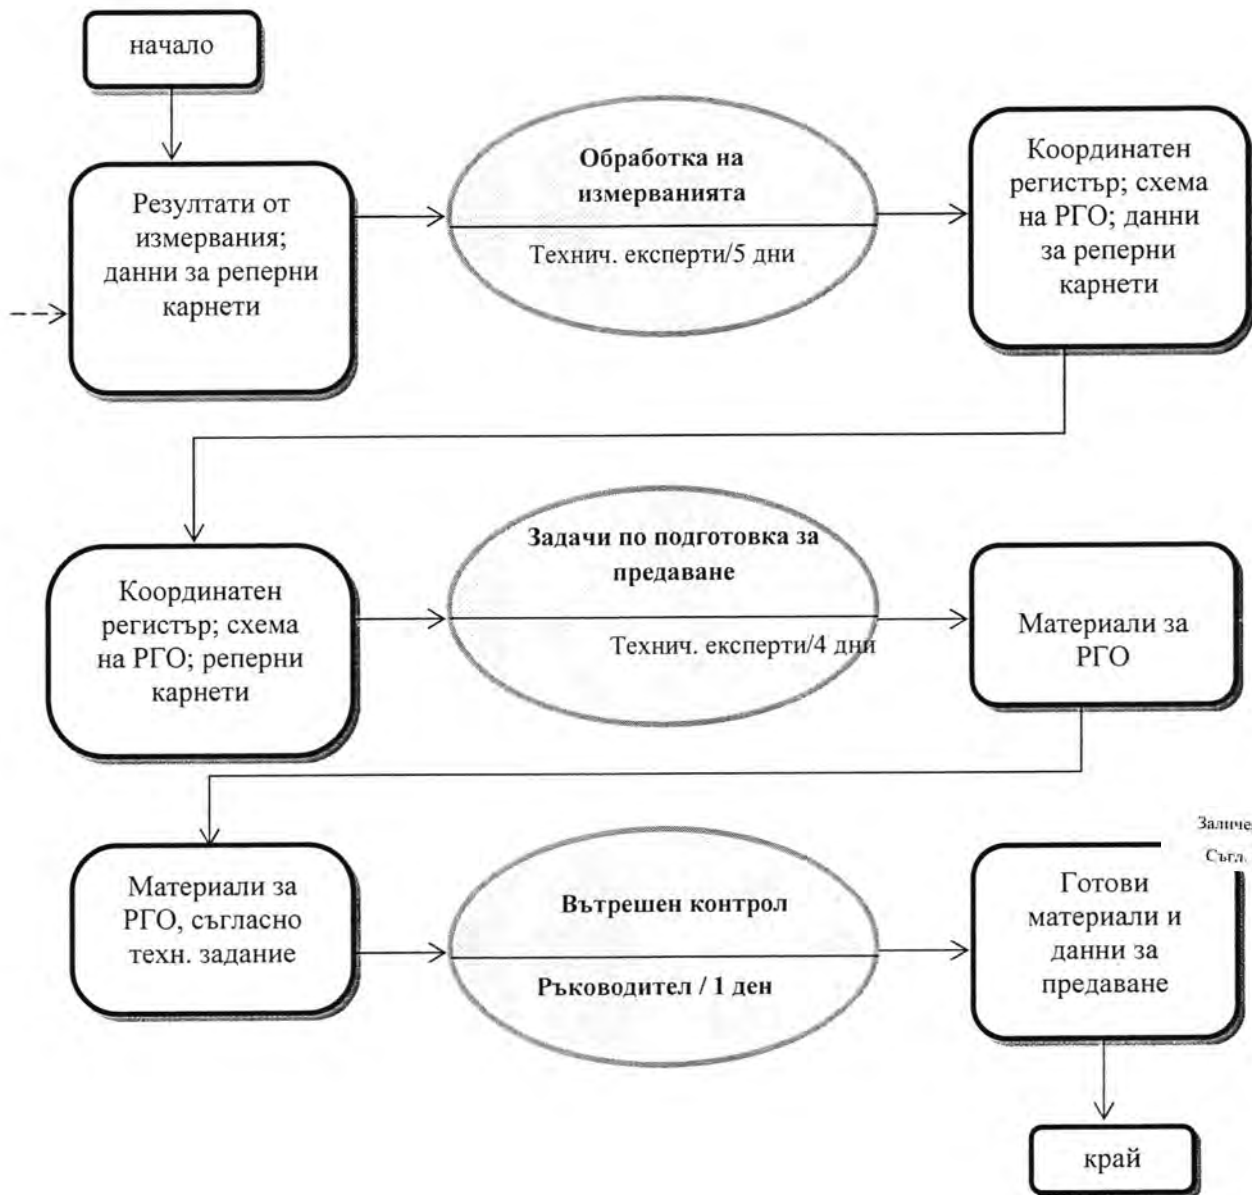 начало
Резултати от
измервания;
данни за реперни
карнети
Обработка на
измерванията
Технич. експерти/5 дни
Координатен
регистър; схема
на РГО; данни
за реперни
карнети
Координатен
регистър; схема
на РГО; реперни
карнети
Задачи по подготовка за
предаване
Технич. експерти/4 дни
Материали за
РГО
Материали за
РГО, съгласно
техн. задание
Вътрешен контрол
Ръководител / 1 ден
Заличе
Съгл.
Готови
материали и
данни за
предаване
край